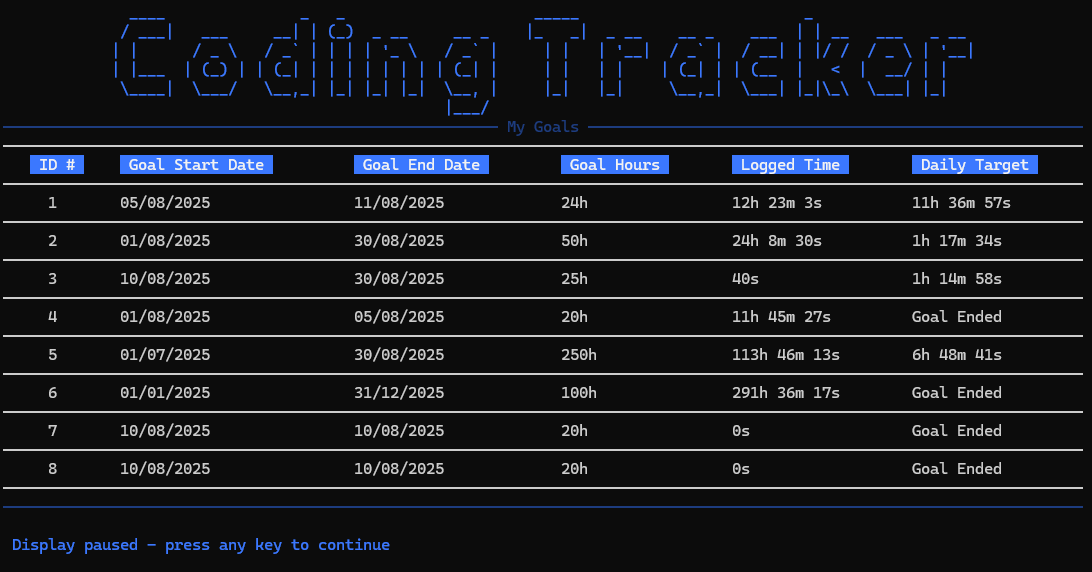 Coding Tracker
My Goals
ID # Goal Start Date Goal End Date Goal Hours Logged Time Daily Target
1 05/08/2025 11/08/2025 24h 12h 23m 3s 11h 36m 57s
2 01/08/2025 30/08/2025 50h 24h 8m 30s 1h 17m 34s
3 10/08/2025 30/08/2025 25h 40s 1h 14m 58s
4 01/08/2025 05/08/2025 20h 11h 45m 27s Goal Ended
5 01/07/2025 30/08/2025 250h 113h 46m 13s 6h 48m 41s
6 01/01/2025 31/12/2025 100h 291h 36m 17s Goal Ended
7 10/08/2025 10/08/2025 20h 0s Goal Ended
8 10/08/2025 10/08/2025 20h 0s Goal Ended
Display paused - press any key to continue